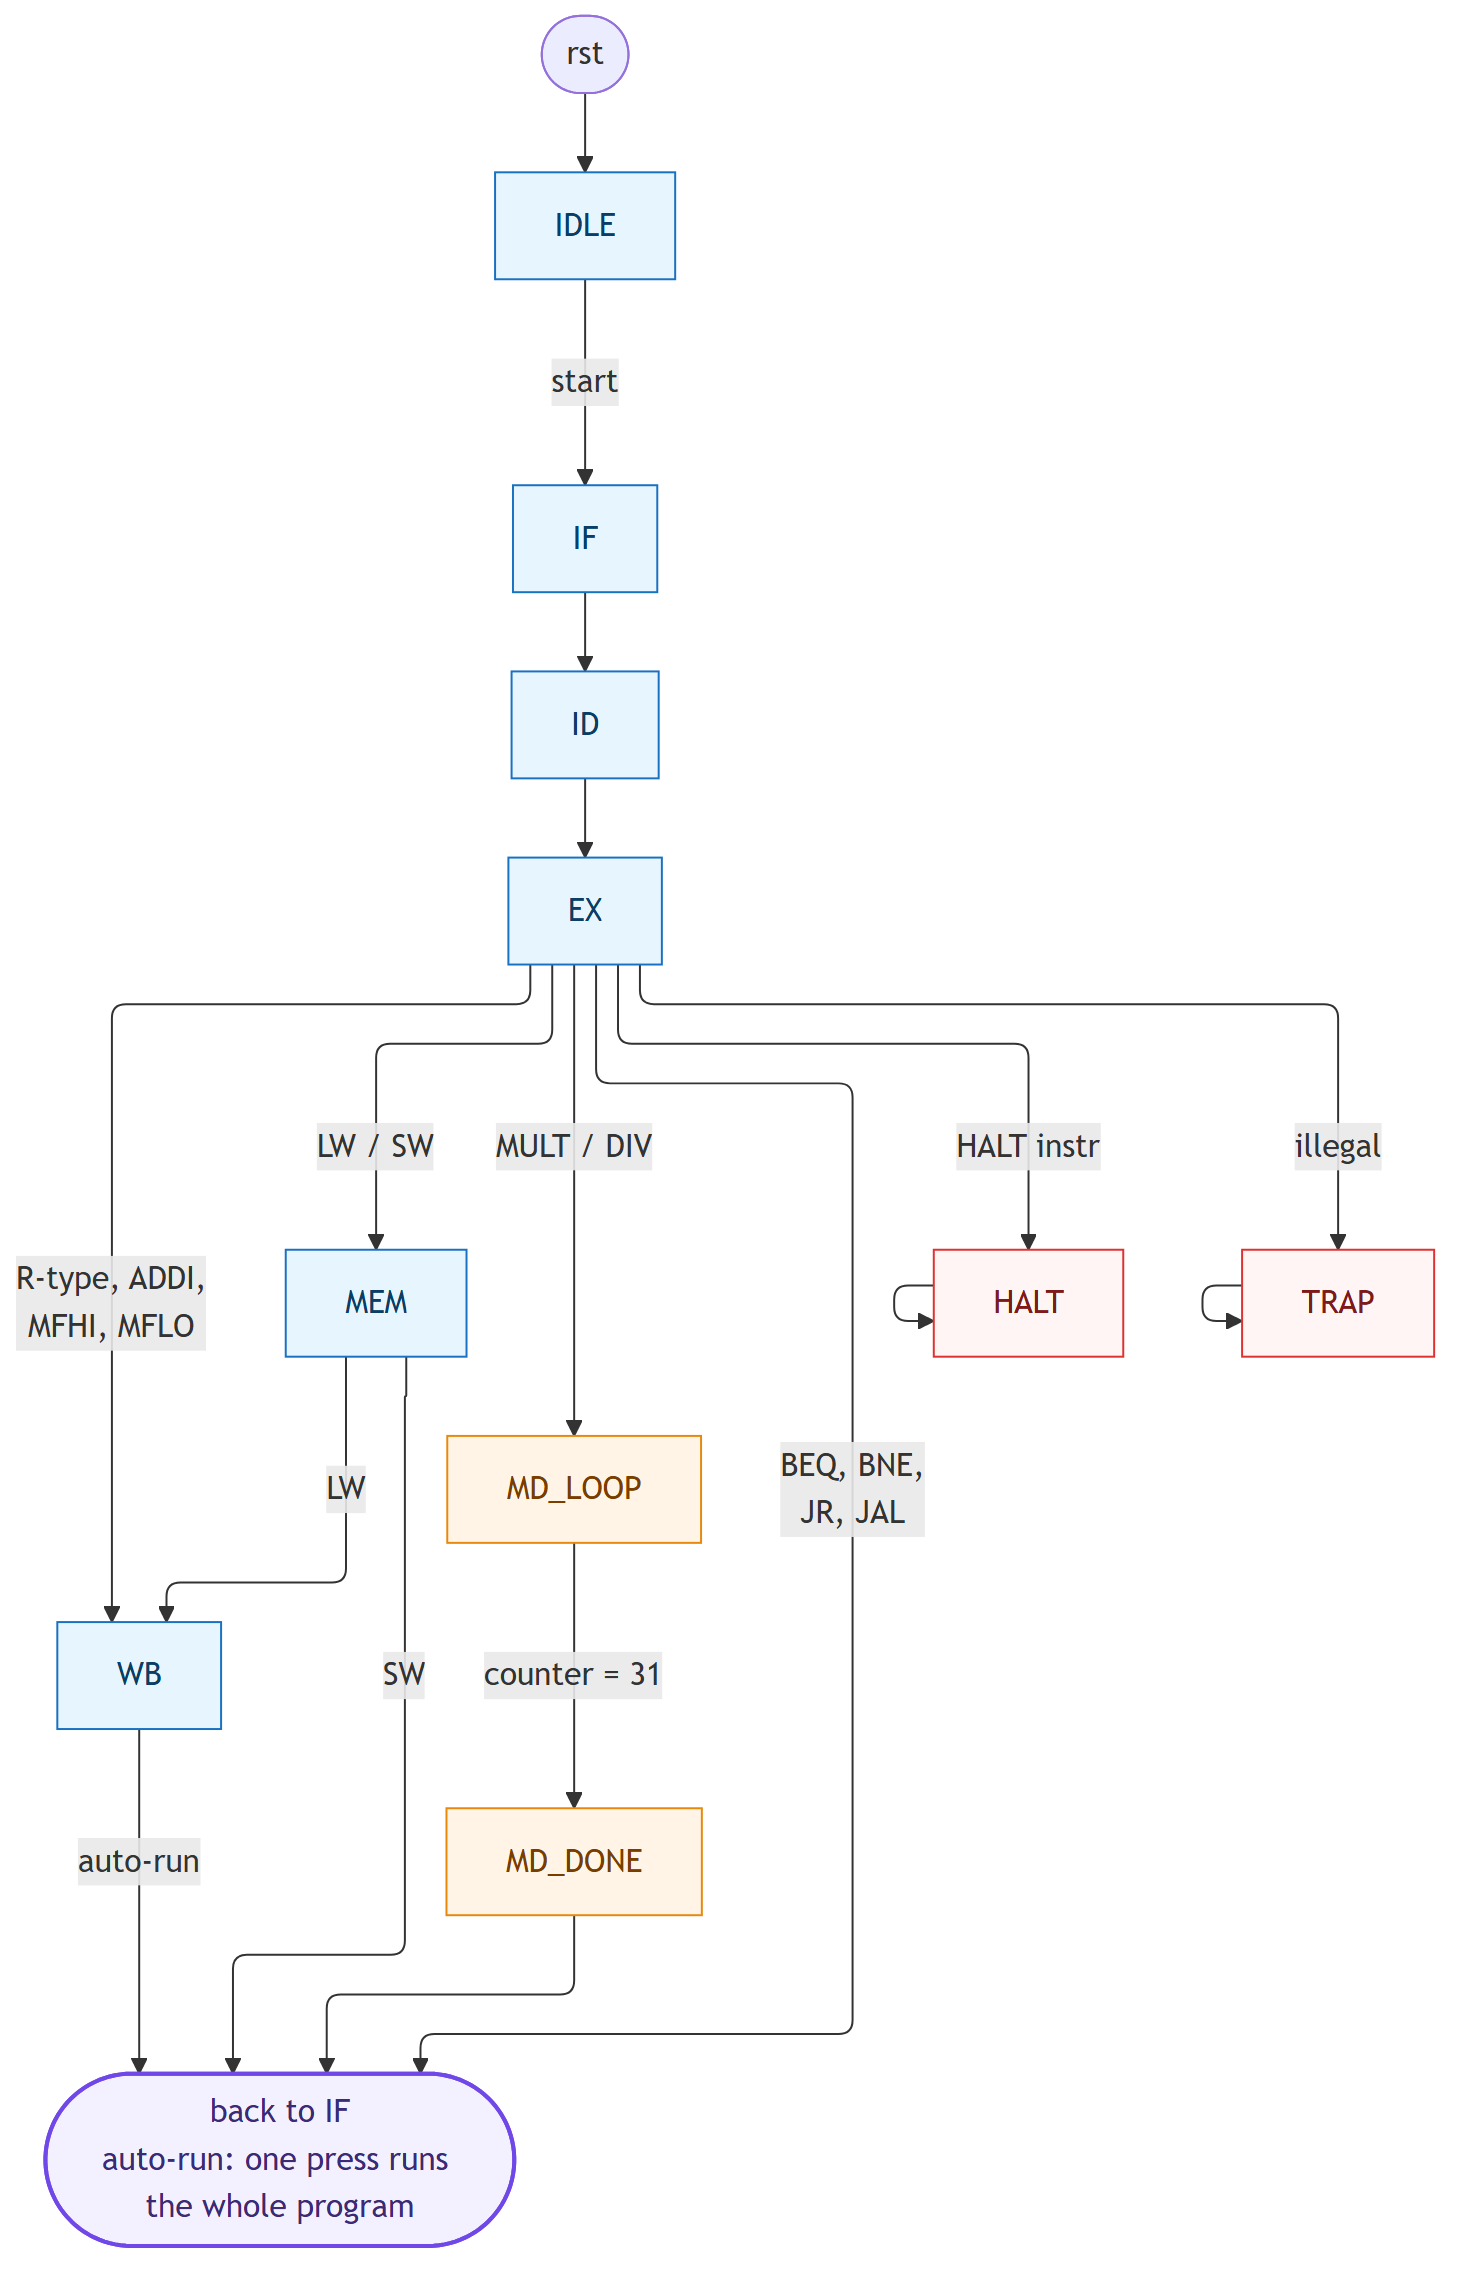 rst
IDLE
start
IF
ID
EX
LW / SW
MULT / DIV
HALT instr
illegal
R-type, ADDI,
MFHI, MFLO
MEM
HALT
TRAP
LW
MD_LOOP
BEQ, BNE,
JR, JAL
WB
SW
counter = 31
auto-run
MD_DONE
back to IF
auto-run: one press runs
the whole program